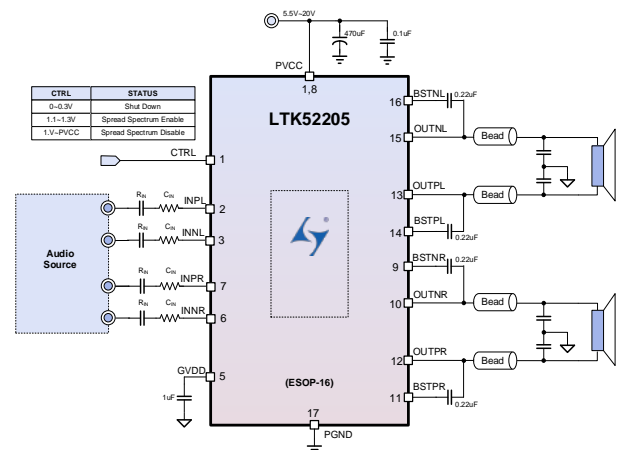 5.5V~20V
470uF
0.1uF
PVCC
1,8
CTRL STATUS
0~0.3V Shut Down
1.1~1.3V Spread Spectrum Enable
1.V~PVCC Spread Spectrum Disable
LTK52205
CTRL
1
Audio
Source
RIN CIN INPL
2
RIN CIN INNL
3
RIN CIN INPR
7
RIN CIN INNR
6
GVDD
5
1uF
16
BSTNL
0.22uF
15
OUTNL
Bead
13
OUTPL
Bead
14
BSTPL
0.22uF
9
BSTNR
0.22uF
10
OUTNR
Bead
12
OUTPR
Bead
11
BSTPR
0.22uF
®
(ESOP-16)
17
PGND